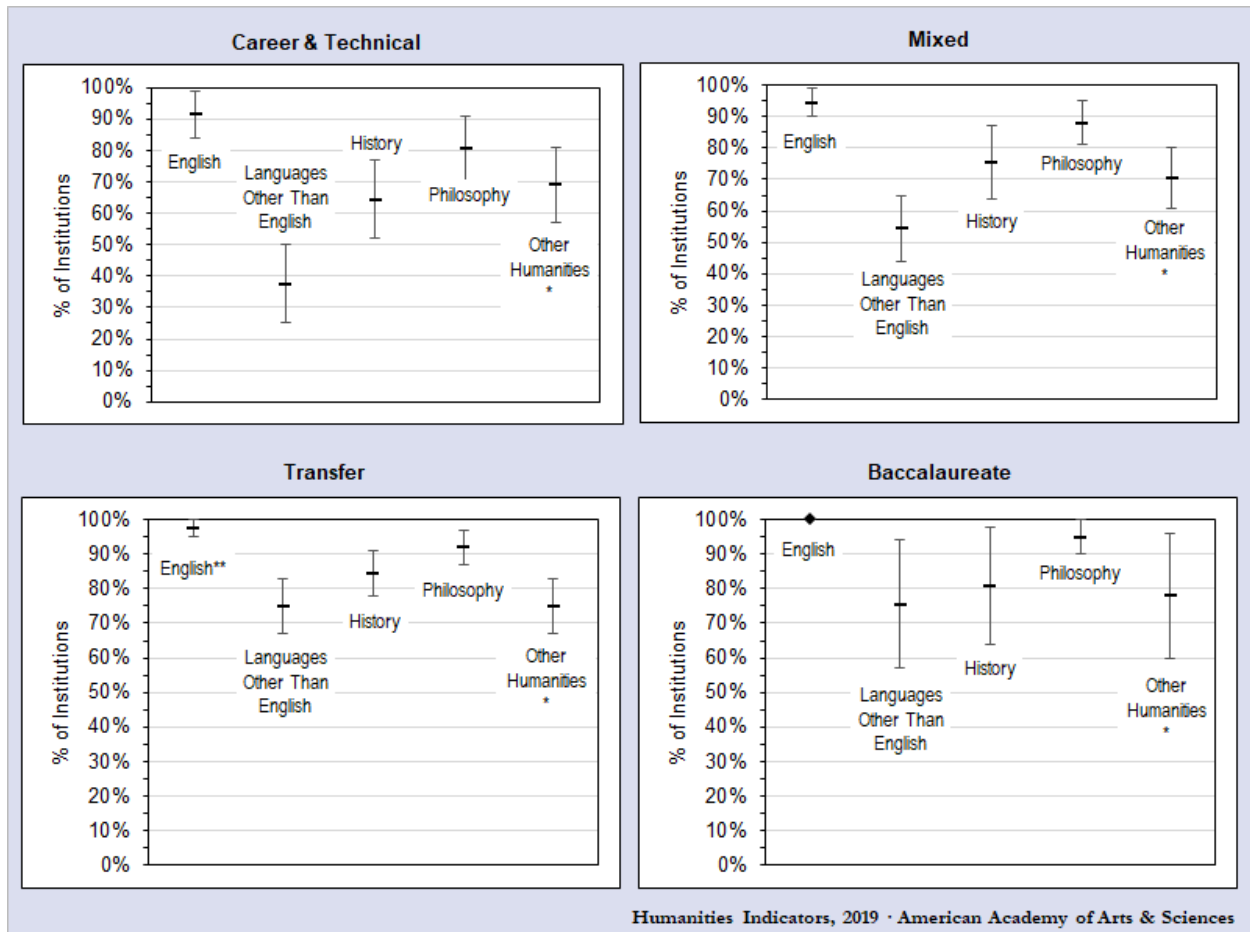 Career & Technical
% of Institutions
100%
90%
80%
70%
60%
50%
40%
30%
20%
10%
0%
English
Languages
Other Than
English
History
Philosophy
Other
Humanities
*
Mixed
% of Institutions
100%
90%
80%
70%
60%
50%
40%
30%
20%
10%
0%
English
Languages
Other Than
English
History
Philosophy
Other
Humanities
*
Transfer
% of Institutions
100%
90%
80%
70%
60%
50%
40%
30%
20%
10%
0%
English**
Languages
Other Than
English
History
Philosophy
Other
Humanities
*
Baccalaureate
% of Institutions
100%
90%
80%
70%
60%
50%
40%
30%
20%
10%
0%
English
Languages
Other Than
English
History
Philosophy
Other
Humanities
*
Humanities Indicators, 2019 · American Academy of Arts & Sciences